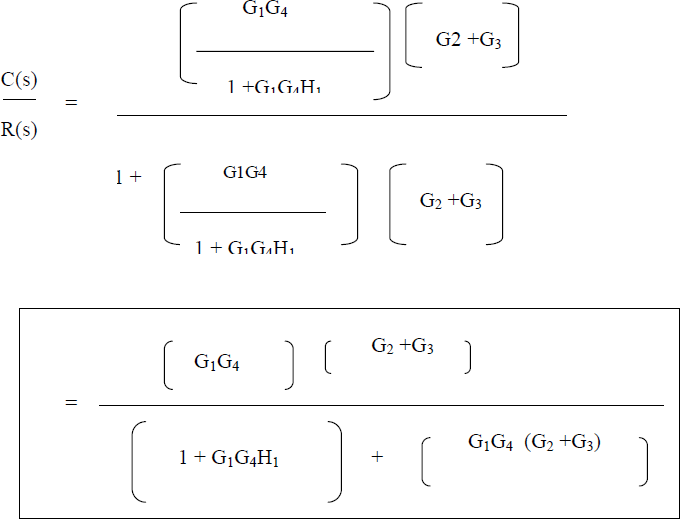 G₁G₄
G2 +G₃
1 +G₁G₄H₁
C(s)
=
R(s)
1 +
G1G4
G₂ +G₃
1 + G₁G₄H₁
G₁G₄
G₂ +G₃
=
1 + G₁G₄H₁
+
G₁G₄ (G₂ +G₃)